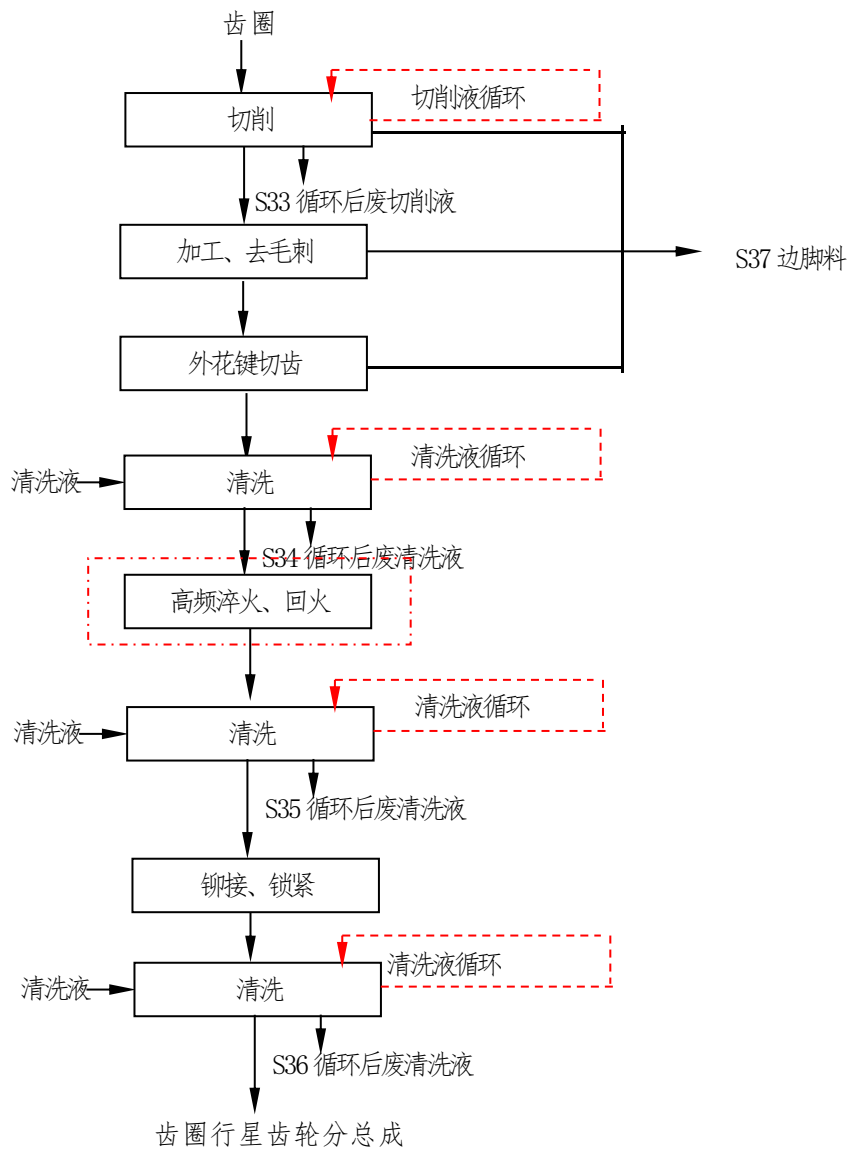 齿圈
切削液循环
切削
S33 循环后废切削液
加工、去毛刺
S37 边脚料
外花键切齿
清洗液循环
清洗液
清洗
S34 循环后废清洗液
高频淬火、回火
清洗液循环
清洗液
清洗
S35 循环后废清洗液
铆接、锁紧
清洗液循环
清洗液
清洗
S36 循环后废清洗液
齿圈行星齿轮分总成